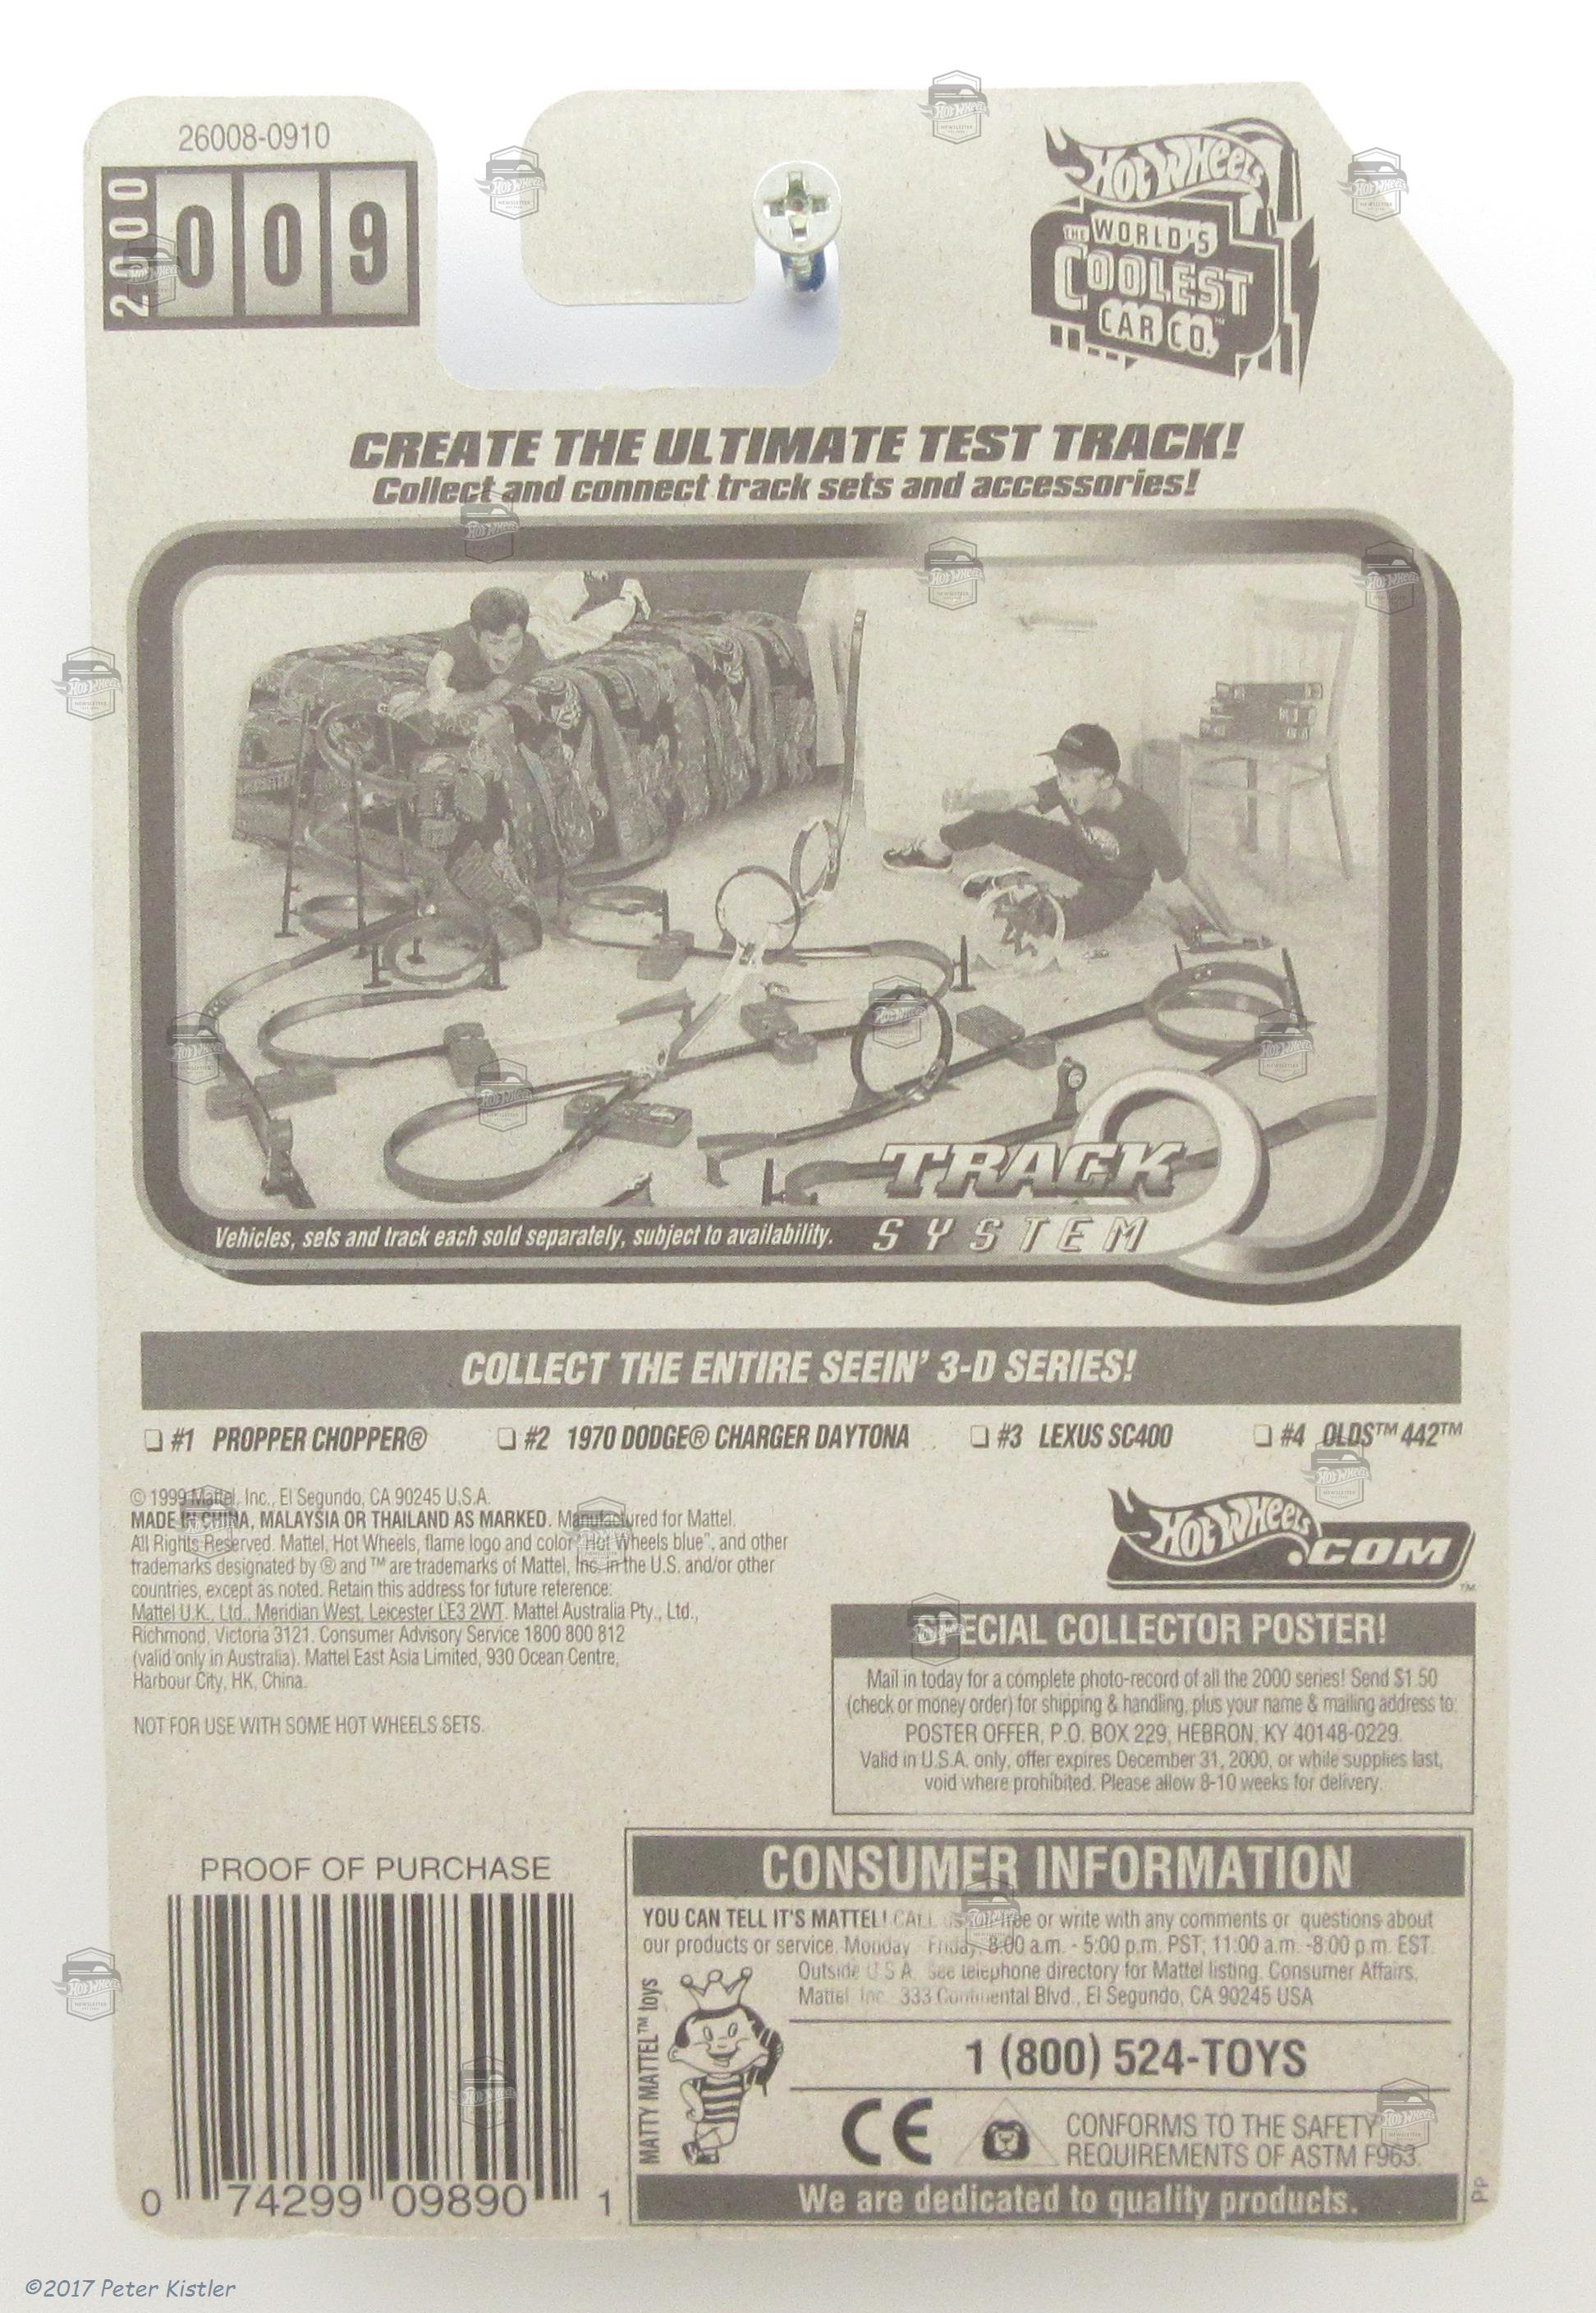 26008-0910
2000
009
HOT WHEELS
THE WORLD'S
COOLEST
CAR CO.™
CREATE THE ULTIMATE TEST TRACK!
Collect and connect track sets and accessories!
TRACK
SYSTEM
Vehicles, sets and track each sold separately, subject to availability.
COLLECT THE ENTIRE SEEIN' 3-D SERIES!
❏ #1 PROPPER CHOPPER® ❏ #2 1970 DODGE® CHARGER DAYTONA ❏ #3 LEXUS SC400 ❏ #4 OLDS™ 442™
© 1999 Mattel, Inc., El Segundo, CA 90245 U.S.A.
MADE IN CHINA, MALAYSIA OR THAILAND AS MARKED. Manufactured for Mattel.
All Rights Reserved. Mattel, Hot Wheels, flame logo and color "Hot Wheels blue", and other
trademarks designated by ® and ™ are trademarks of Mattel, Inc. in the U.S. and/or other
countries, except as noted. Retain this address for future reference:
Mattel U.K., Ltd., Meridian West, Leicester LE3 2WT. Mattel Australia Pty., Ltd.,
Richmond, Victoria 3121. Consumer Advisory Service 1800 800 812
(valid only in Australia). Mattel East Asia Limited, 930 Ocean Centre,
Harbour City, HK, China.
NOT FOR USE WITH SOME HOT WHEELS SETS.
HOT WHEELS.COM™
SPECIAL COLLECTOR POSTER!
Mail in today for a complete photo-record of all the 2000 series! Send $1.50
(check or money order) for shipping & handling, plus your name & mailing address to:
POSTER OFFER, P.O. BOX 229, HEBRON, KY 40148-0229.
Valid in U.S.A. only, offer expires December 31, 2000, or while supplies last,
void where prohibited. Please allow 8-10 weeks for delivery.
PROOF OF PURCHASE
0 74299 09890 1
CONSUMER INFORMATION
YOU CAN TELL IT'S MATTEL! CALL free or write with any comments or questions about
our products or service, Monday - Friday, 8:00 a.m. - 5:00 p.m. PST; 11:00 a.m. -8:00 p.m. EST.
Outside U.S.A. see telephone directory for Mattel listing. Consumer Affairs,
Mattel Inc. 333 Continental Blvd., El Segundo, CA 90245 USA
MATTY MATTEL™ toys
1 (800) 524-TOYS
CE
CONFORMS TO THE SAFETY
REQUIREMENTS OF ASTM F963.
We are dedicated to quality products.
PP
©2017 Peter Kistler